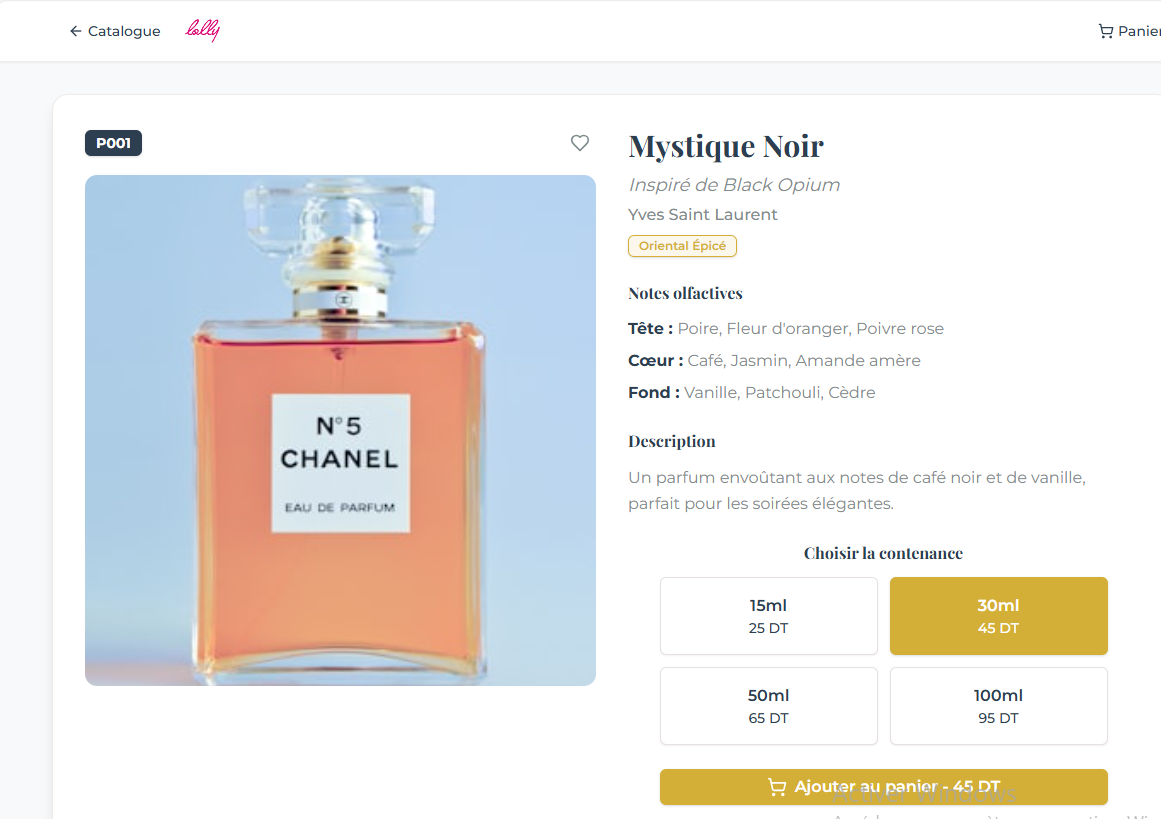 Catalogue
lolly
Panier
P001
Mystique Noir
Inspiré de Black Opium
Yves Saint Laurent
Oriental Épicé
N°5
CHANEL
EAU DE PARFUM
Notes olfactives
Tête : Poire, Fleur d'oranger, Poivre rose
Cœur : Café, Jasmin, Amande amère
Fond : Vanille, Patchouli, Cèdre
Description
Un parfum envoûtant aux notes de café noir et de vanille,
parfait pour les soirées élégantes.
Choisir la contenance
15ml
25 DT
30ml
45 DT
50ml
65 DT
100ml
95 DT
Ajouter au panier - 45 DT
Activer Windows